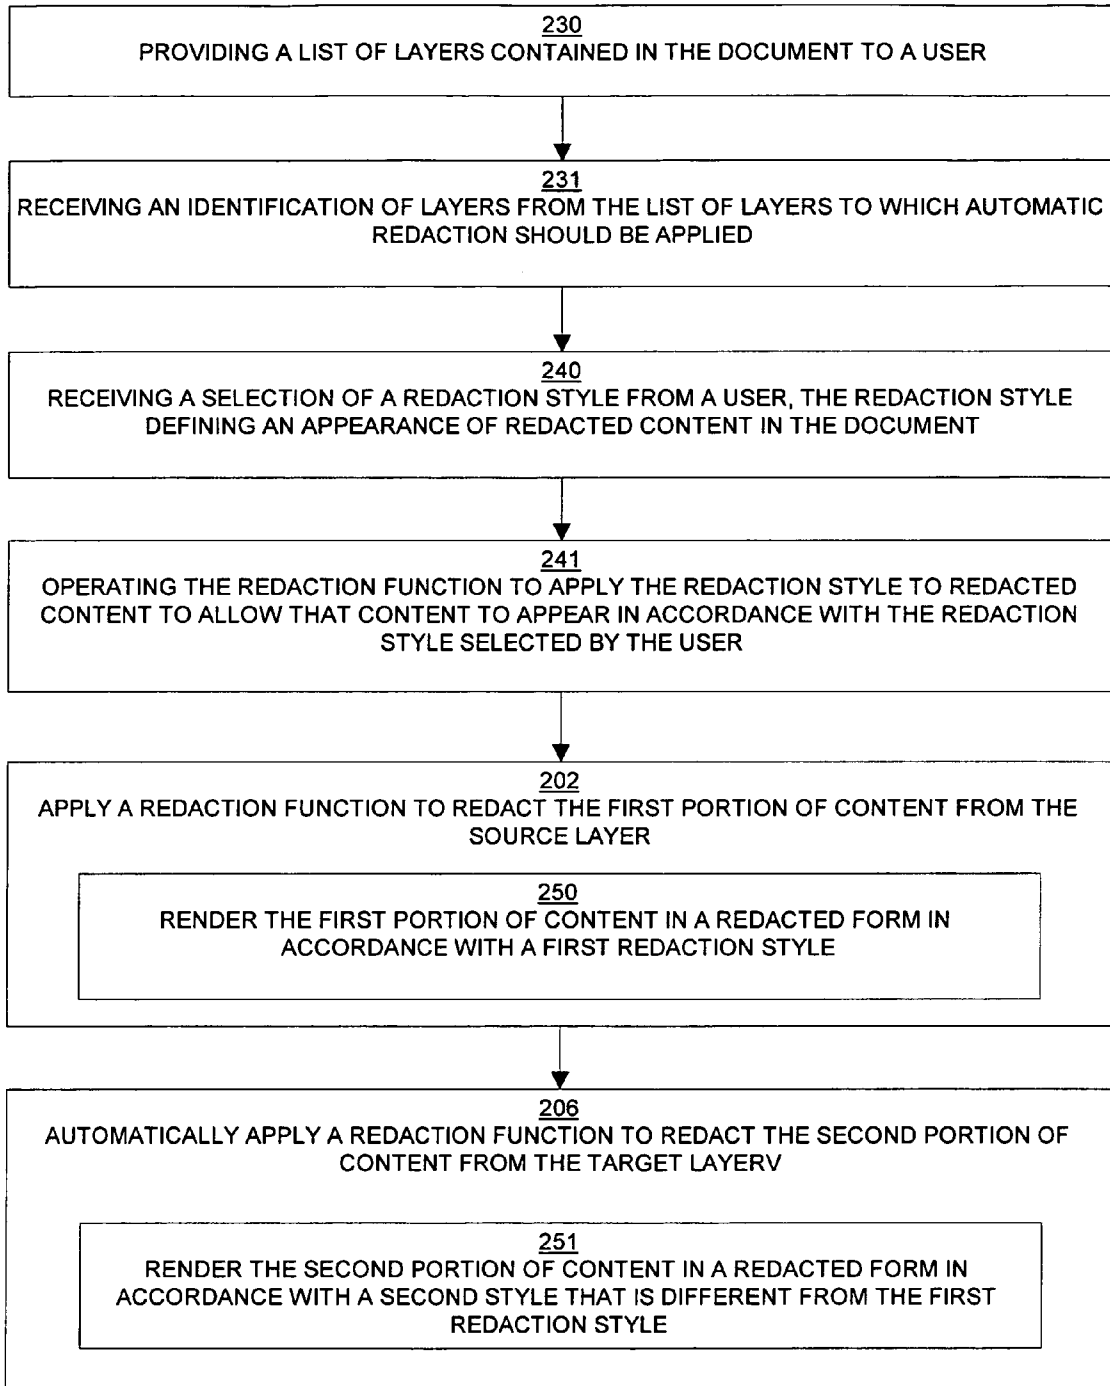 230
PROVIDING A LIST OF LAYERS CONTAINED IN THE DOCUMENT TO A USER
231
RECEIVING AN IDENTIFICATION OF LAYERS FROM THE LIST OF LAYERS TO WHICH AUTOMATIC
REDACTION SHOULD BE APPLIED
240
RECEIVING A SELECTION OF A REDACTION STYLE FROM A USER, THE REDACTION STYLE
DEFINING AN APPEARANCE OF REDACTED CONTENT IN THE DOCUMENT
241
OPERATING THE REDACTION FUNCTION TO APPLY THE REDACTION STYLE TO REDACTED
CONTENT TO ALLOW THAT CONTENT TO APPEAR IN ACCORDANCE WITH THE REDACTION
STYLE SELECTED BY THE USER
202
APPLY A REDACTION FUNCTION TO REDACT THE FIRST PORTION OF CONTENT FROM THE
SOURCE LAYER
250
RENDER THE FIRST PORTION OF CONTENT IN A REDACTED FORM IN
ACCORDANCE WITH A FIRST REDACTION STYLE
206
AUTOMATICALLY APPLY A REDACTION FUNCTION TO REDACT THE SECOND PORTION OF
CONTENT FROM THE TARGET LAYERV
251
RENDER THE SECOND PORTION OF CONTENT IN A REDACTED FORM IN
ACCORDANCE WITH A SECOND STYLE THAT IS DIFFERENT FROM THE FIRST
REDACTION STYLE